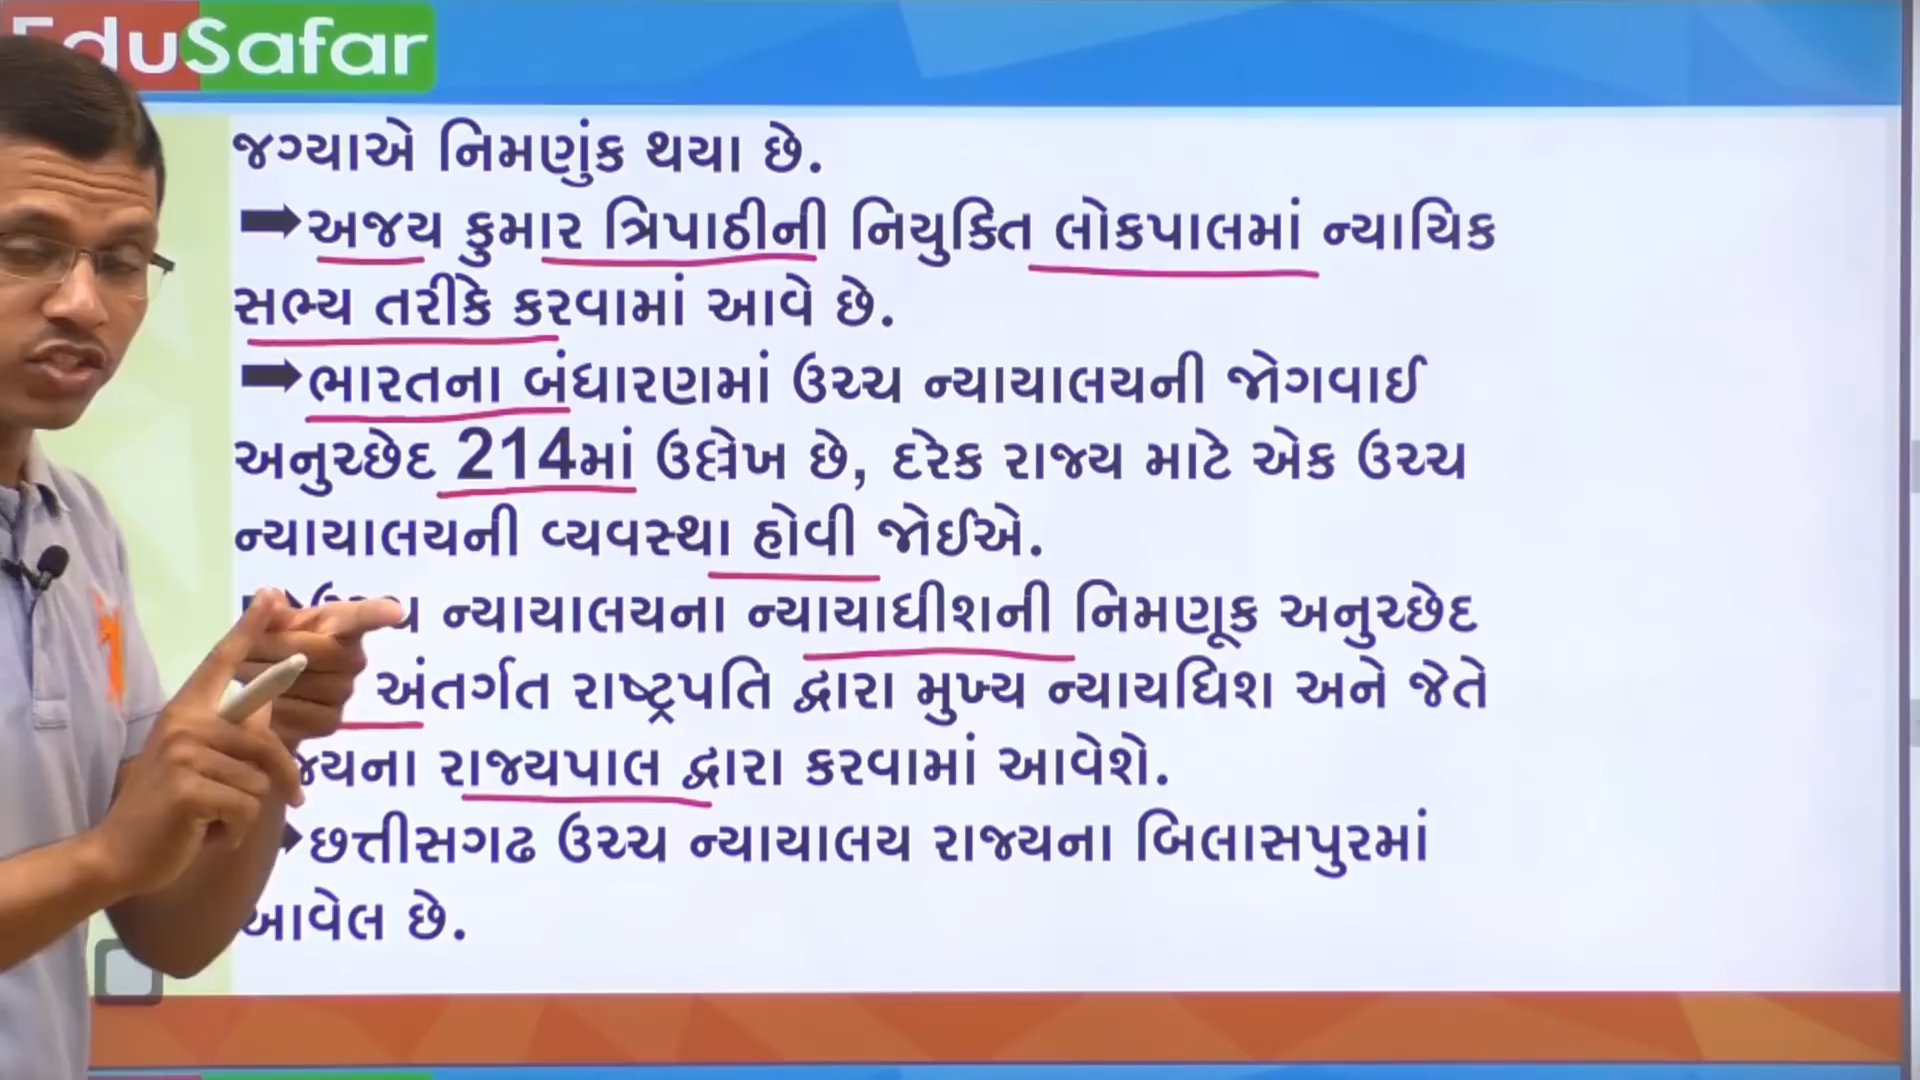 EduSafar
જગ્યાએ નિમણુંક થયા છે.
➡અજય કુમાર ત્રિપાઠીની નિયુક્તિ લોકપાલમાં ન્યાયિક
સભ્ય તરીકે કરવામાં આવે છે.
➡ભારતના બંધારણમાં ઉચ્ચ ન્યાયાલયની જોગવાઈ
અનુચ્છેદ 214માં ઉલ્લેખ છે, દરેક રાજ્ય માટે એક ઉચ્ચ
ન્યાયાલયની વ્યવસ્થા હોવી જોઈએ.
ન્યાયાલયના ન્યાયાધીશની નિમણૂક અનુચ્છેદ
અંતર્ગત રાષ્ટ્રપતિ દ્વારા મુખ્ય ન્યાયધિશ અને જેતે
રાજ્યપાલ દ્વારા કરવામાં આવેશે.
છત્તીસગઢ ઉચ્ચ ન્યાયાલય રાજ્યના બિલાસપુરમાં
આવેલ છે.